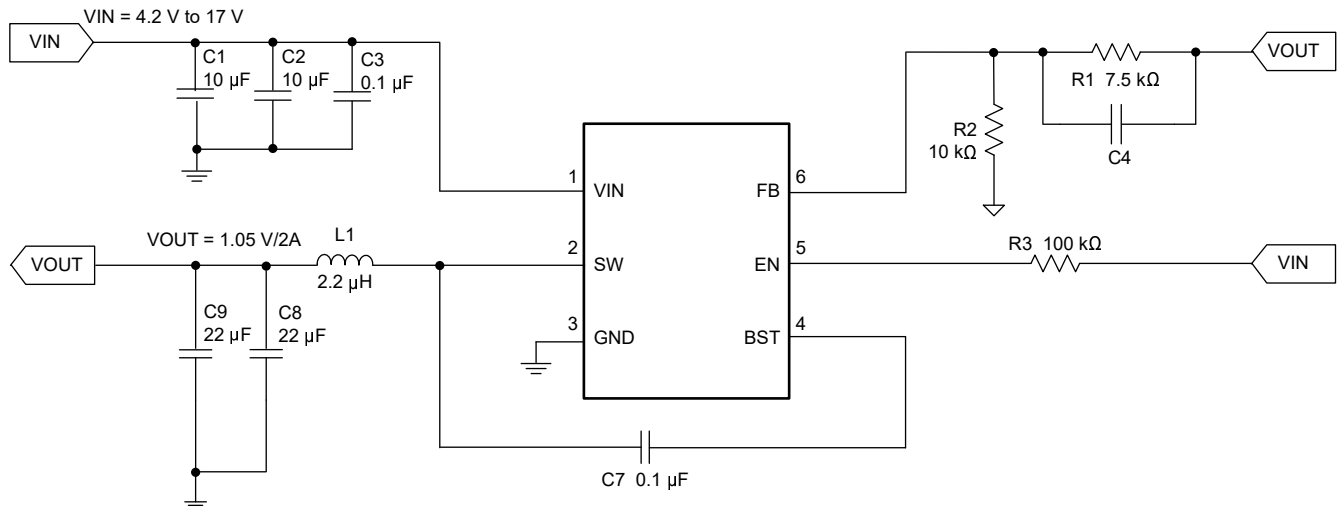 VIN = 4.2 V to 17 V
VIN
C1
10 µF
C2
10 µF
C3
0.1 µF
VOUT
R1 7.5 kΩ
R2
10 kΩ
C4
1
VIN
6
FB
VOUT = 1.05 V/2A
L1
2.2 µH
VOUT
2
SW
5
EN
R3 100 kΩ
VIN
C9
22 µF
C8
22 µF
3
GND
4
BST
C7 0.1 µF